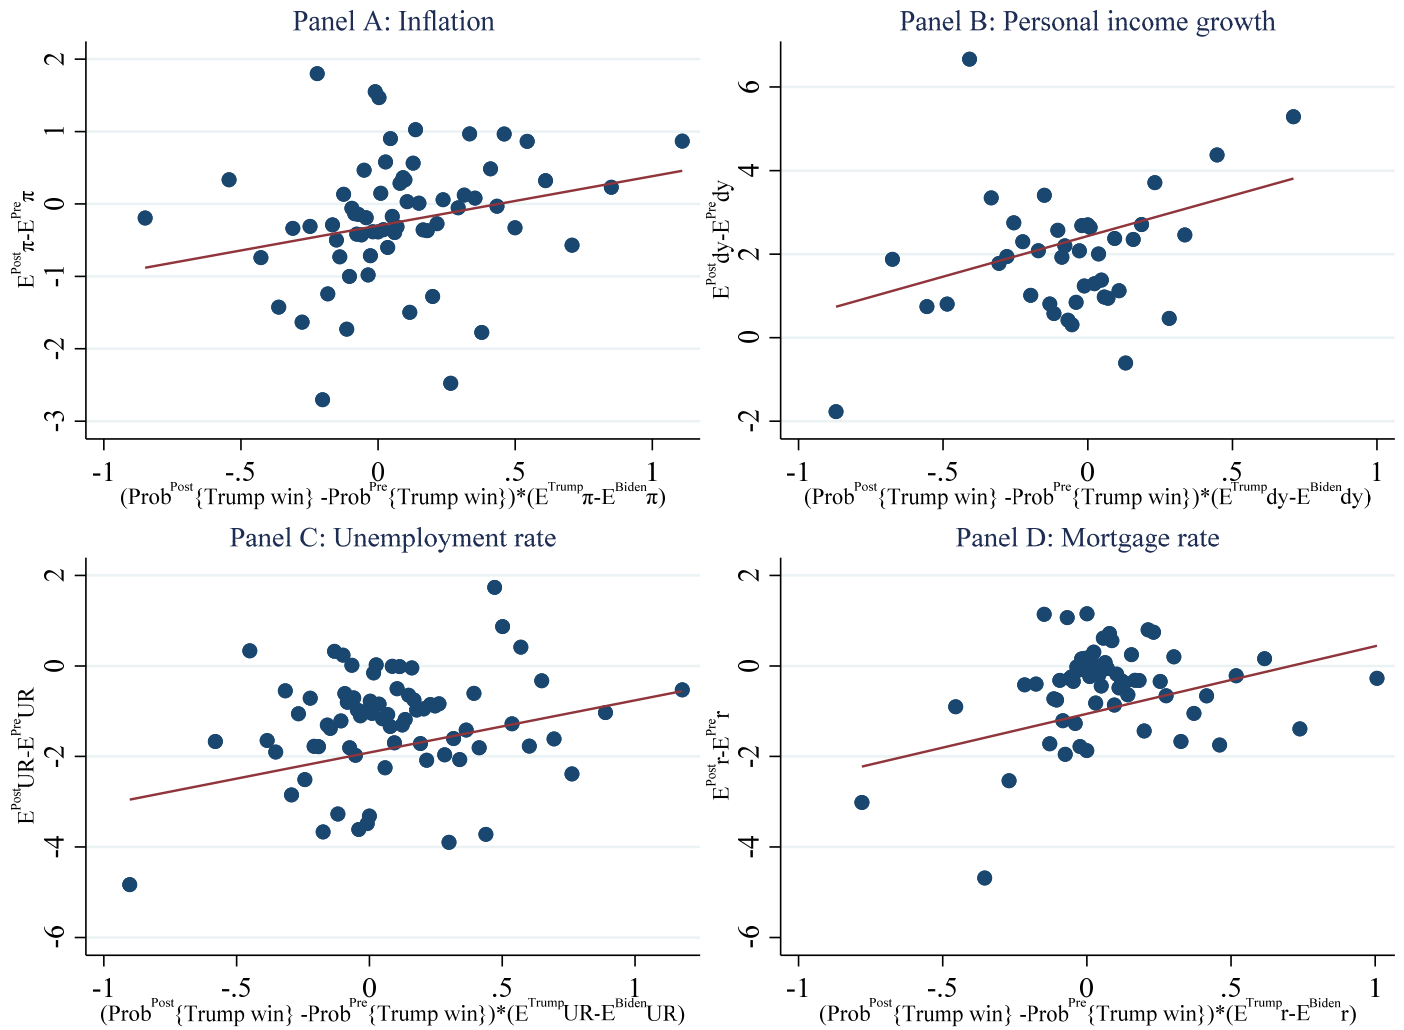 Panel A: Inflation
E^Post π-E^Pre π
2
1
0
-1
-2
-3
-1 -.5 0 .5 1
(Prob^Post{Trump win} -Prob^Pre{Trump win})*(E^Trump π-E^Biden π)
Panel B: Personal income growth
E^Post dy-E^Pre dy
6
4
2
0
-2
-1 -.5 0 .5 1
(Prob^Post{Trump win} -Prob^Pre{Trump win})*(E^Trump dy-E^Biden dy)
Panel C: Unemployment rate
E^Post UR-E^Pre UR
2
0
-2
-4
-6
-1 -.5 0 .5 1
(Prob^Post{Trump win} -Prob^Pre{Trump win})*(E^Trump UR-E^Biden UR)
Panel D: Mortgage rate
E^Post r-E^Pre r
2
0
-2
-4
-6
-1 -.5 0 .5 1
(Prob^Post{Trump win} -Prob^Pre{Trump win})*(E^Trump r-E^Biden r)